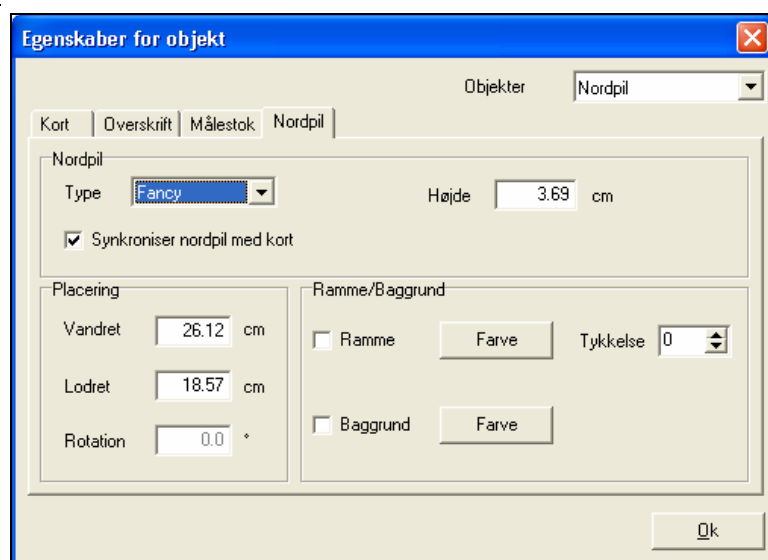 Egenskaber for objekt
Objekter Nordpil
Kort Overskrift Målestok Nordpil
Nordpil
Type Fancy Højde 3.69 cm
Synkroniser nordpil med kort
Placering Ramme/Baggrund
Vandret 26.12 cm Ramme Farve Tykkelse 0
Lodret 18.57 cm
Baggrund Farve
Rotation 0.0 °
Ok